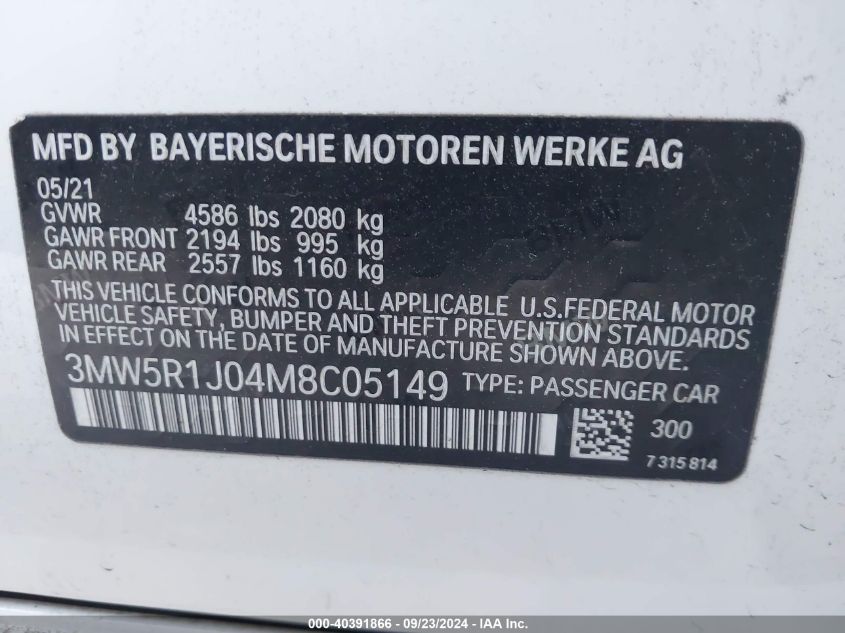 MFD BY BAYERISCHE MOTOREN WERKE AG
05/21
GVWR 4586 lbs 2080 kg
GAWR FRONT 2194 lbs 995 kg
GAWR REAR 2557 lbs 1160 kg
THIS VEHICLE CONFORMS TO ALL APPLICABLE U.S.FEDERAL MOTOR
VEHICLE SAFETY, BUMPER AND THEFT PREVENTION STANDARDS
IN EFFECT ON THE DATE OF MANUFACTURE SHOWN ABOVE.
3MW5R1J04M8C05149 TYPE: PASSENGER CAR
300
7 315 814
000-40391866 - 09/23/2024 - IAA Inc.